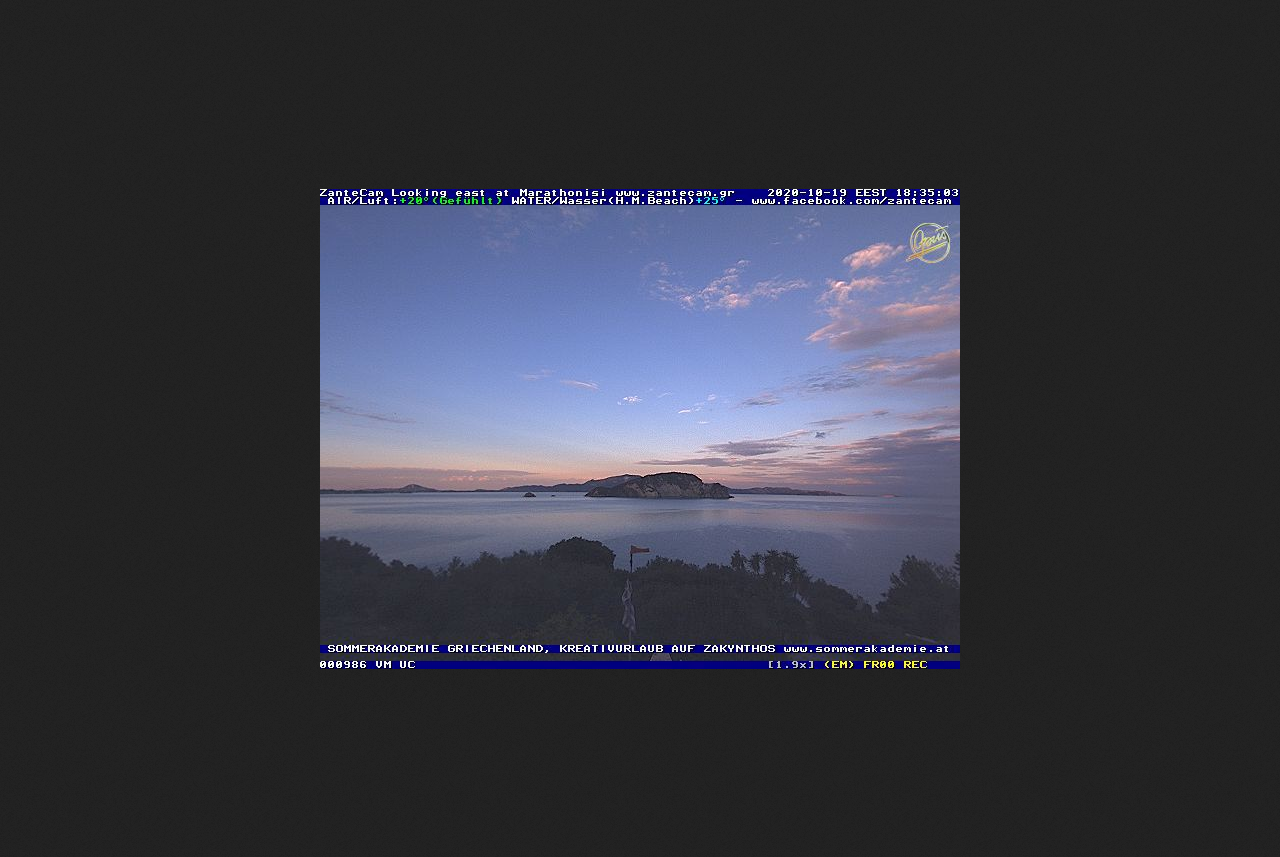 ZanteCam Looking east at Marathonisi www.zantecam.gr 2020-10-19 EEST 18:35:03
AIR/Luft:+20°(Gefühlt) WATER/Wasser(H.M.Beach)+25° - www.facebook.com/zantecam
SOMMERAKADEMIE GRIECHENLAND, KREATIVURLAUB AUF ZAKYNTHOS www.sommerakademie.at
000986 VM UC [1.9x] (EM) FR00 REC